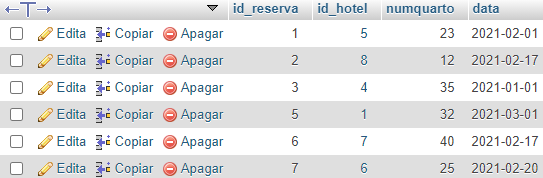 id_reserva id_hotel numquarto data
Edita Copiar Apagar 1 5 23 2021-02-01
Edita Copiar Apagar 2 8 12 2021-02-17
Edita Copiar Apagar 3 4 35 2021-01-01
Edita Copiar Apagar 5 1 32 2021-03-01
Edita Copiar Apagar 6 7 40 2021-02-17
Edita Copiar Apagar 7 6 25 2021-02-20